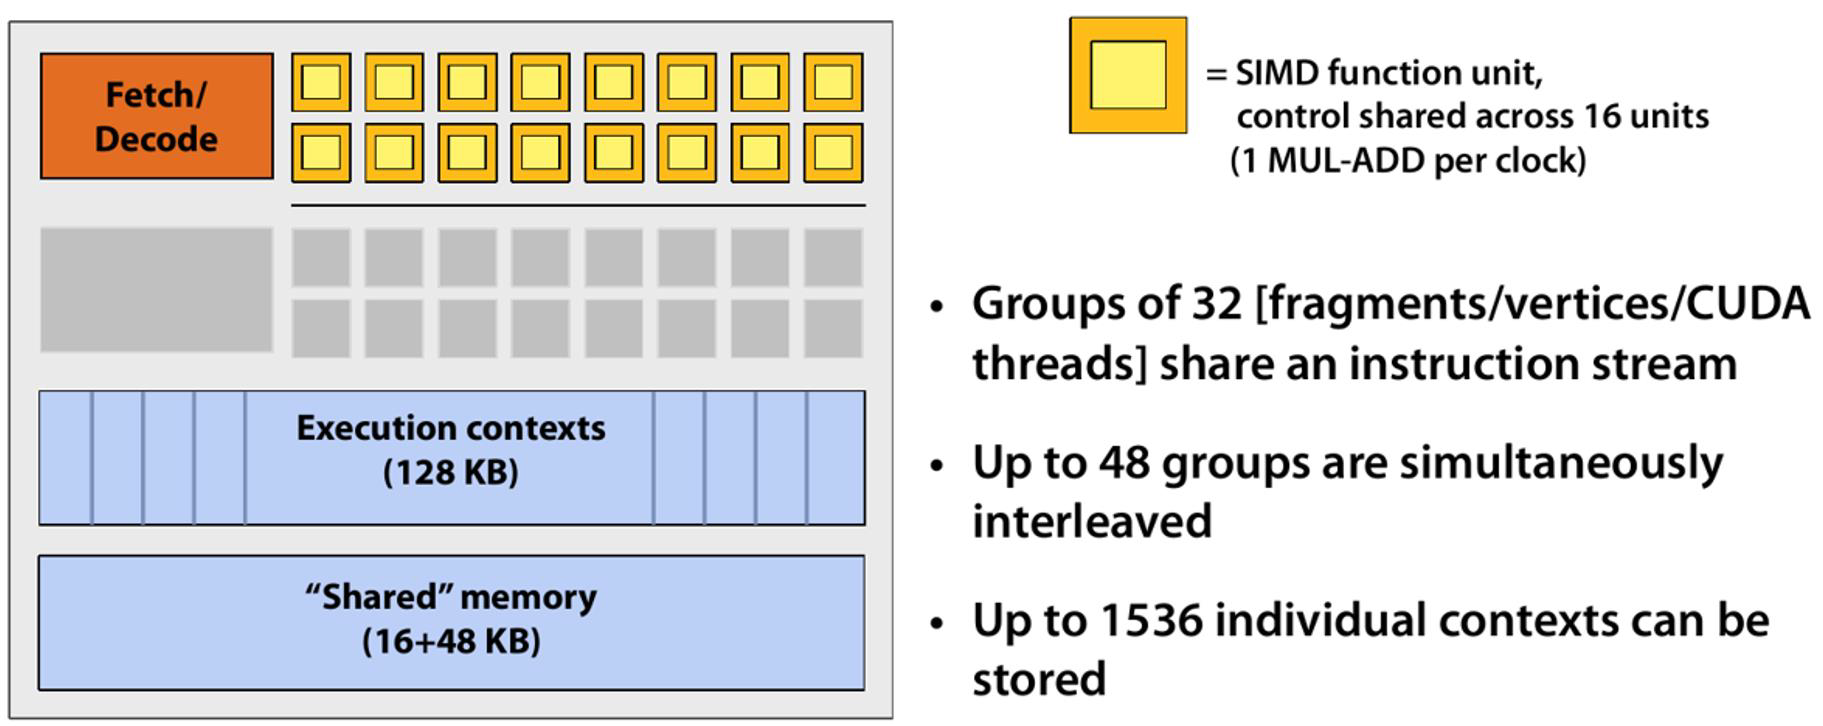 Fetch/
Decode
= SIMD function unit,
control shared across 16 units
(1 MUL-ADD per clock)
• Groups of 32 [fragments/vertices/CUDA
threads] share an instruction stream
Execution contexts
(128 KB)
• Up to 48 groups are simultaneously
interleaved
“Shared” memory
(16+48 KB)
• Up to 1536 individual contexts can be
stored